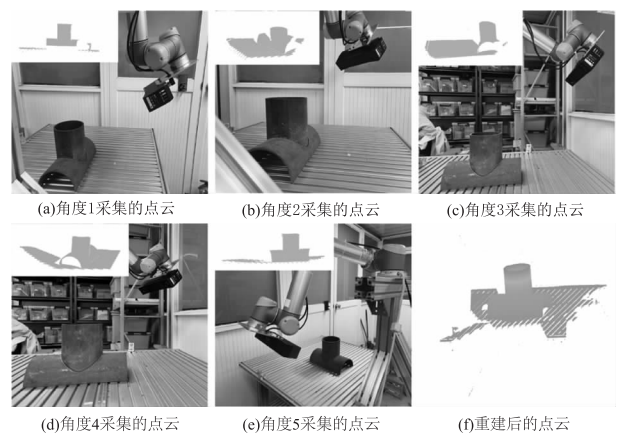 (a)角度1采集的点云
(b)角度2采集的点云
(c)角度3采集的点云
(d)角度4采集的点云
(e)角度5采集的点云
(f)重建后的点云